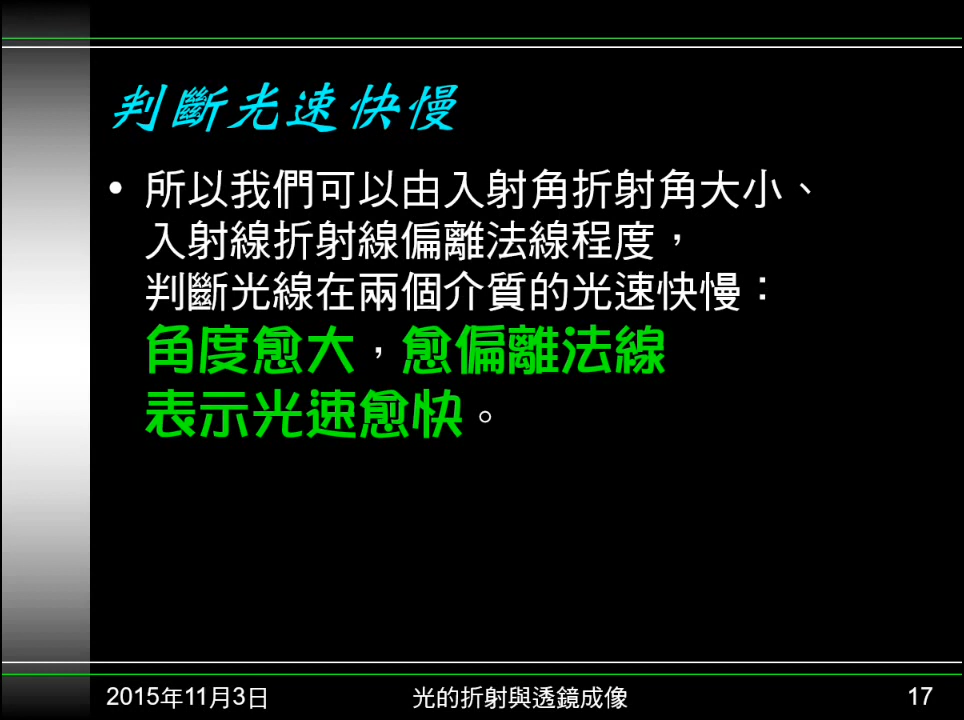 判斷光速快慢
• 所以我們可以由入射角折射角大小、
入射線折射線偏離法線程度，
判斷光線在兩個介質的光速快慢：
角度愈大，愈偏離法線
表示光速愈快。
2015年11月3日
光的折射與透鏡成像
17